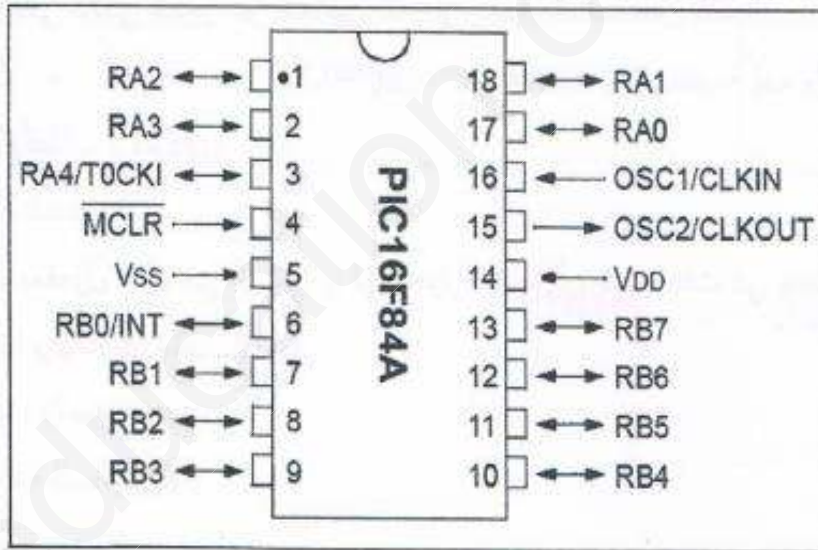 RA2 1 18 RA1
RA3 2 17 RA0
RA4/T0CKI 3 16 OSC1/CLKIN
MCLR 4 15 OSC2/CLKOUT
Vss 5 14 VDD
RB0/INT 6 13 RB7
RB1 7 12 RB6
RB2 8 11 RB5
RB3 9 10 RB4
PIC16F84A